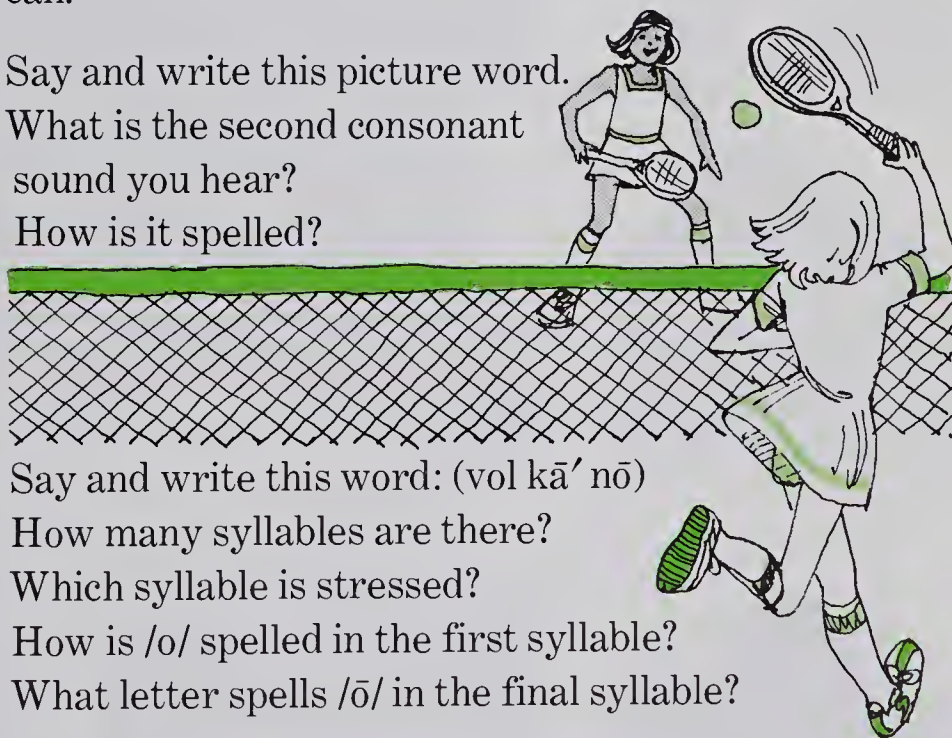 can.
Say and write this picture word.
What is the second consonant
sound you hear?
How is it spelled?
Say and write this word: (vol kā′ nō)
How many syllables are there?
Which syllable is stressed?
How is /o/ spelled in the first syllable?
What letter spells /ō/ in the final syllable?